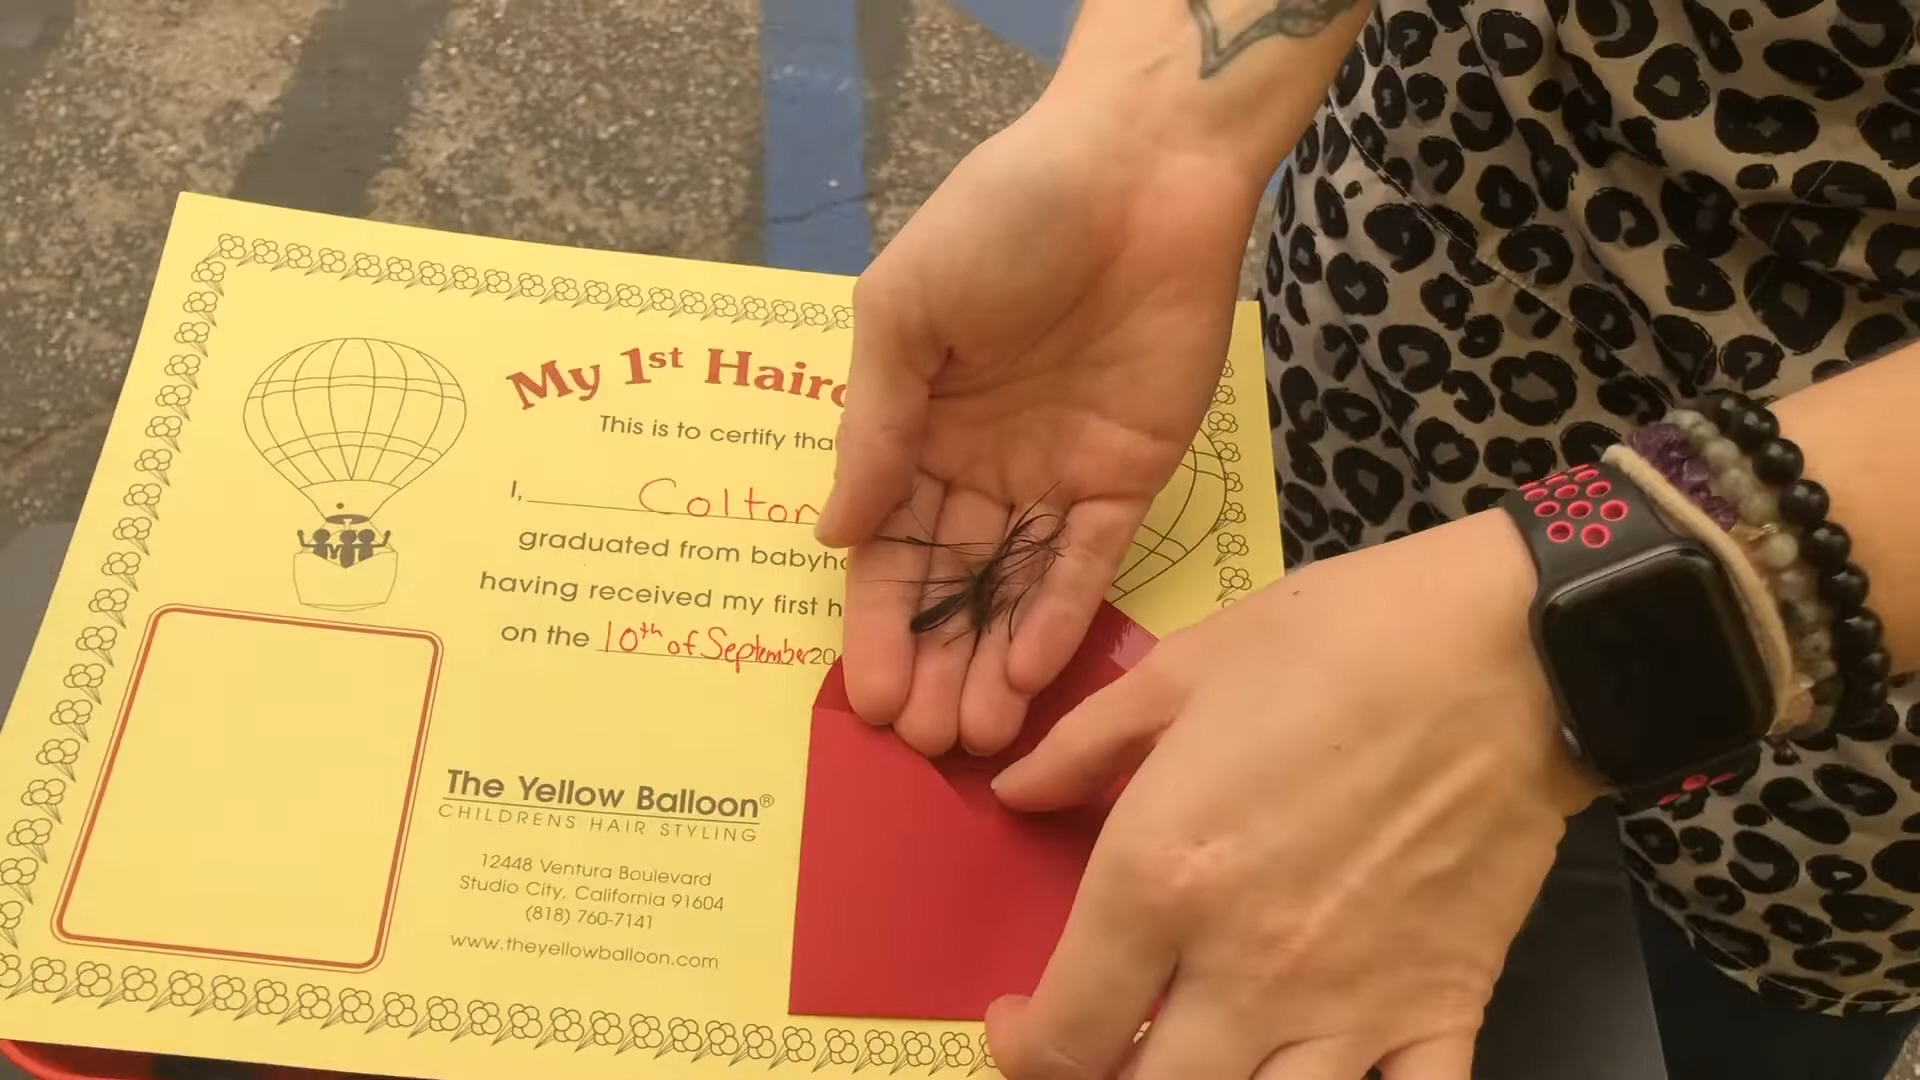 My 1st Hairc
This is to certify tha
I, Colton
graduated from babyho
having received my first h
on the 10th of September 20
The Yellow Balloon®
CHILDRENS HAIR STYLING
12448 Ventura Boulevard
Studio City, California 91604
(818) 760-7141
www.theyellowballoon.com